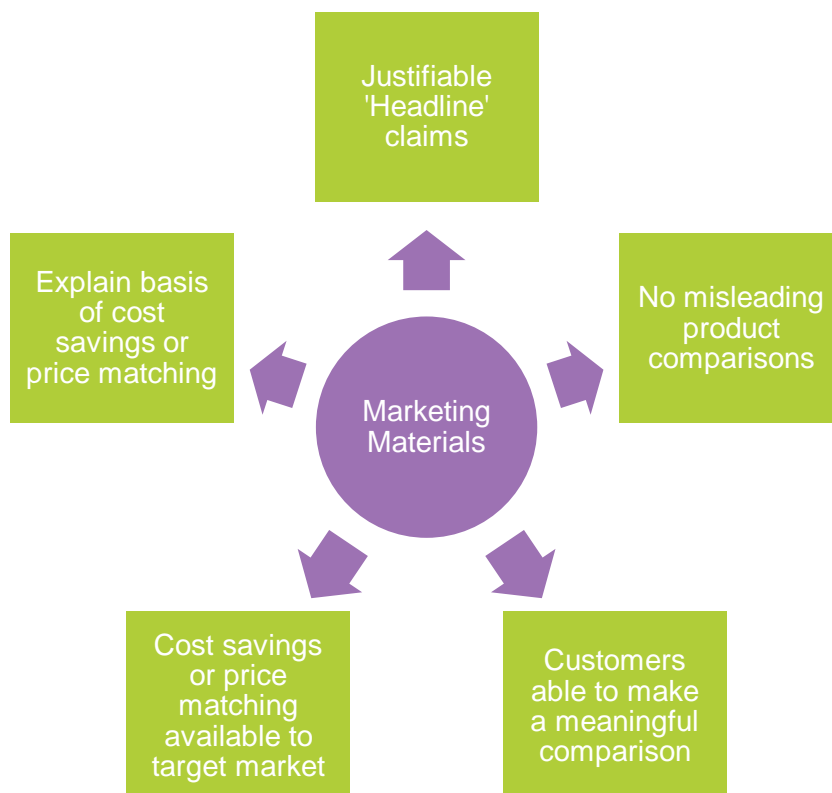 Justifiable
'Headline'
claims
Explain basis
of cost
savings or
price matching
No misleading
product
comparisons
Marketing
Materials
Cost savings
or price
matching
available to
target market
Customers
able to make
a meaningful
comparison